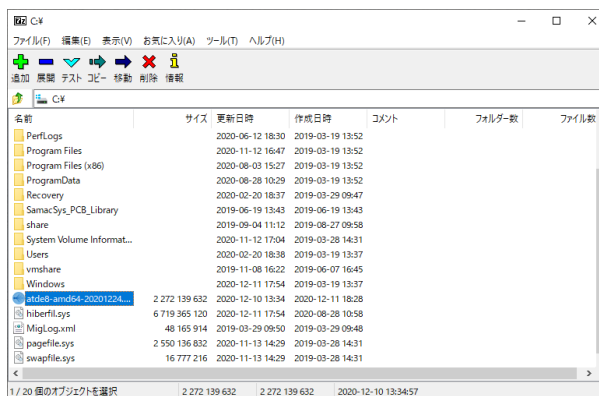 7z C:¥
ファイル(F) 編集(E) 表示(V) お気に入り(A) ツール(T) ヘルプ(H)
追加 展開 テスト コピー 移動 削除 情報
C:¥
名前 サイズ 更新日時 作成日時 コメント フォルダー数 ファイル数
PerfLogs 2020-06-12 18:30 2019-03-19 13:52
Program Files 2020-11-12 16:47 2019-03-19 13:52
Program Files (x86) 2020-08-03 15:27 2019-03-19 13:52
ProgramData 2020-08-28 10:29 2019-03-19 13:52
Recovery 2020-02-20 18:37 2019-03-29 09:47
SamacSys_PCB_Library 2019-06-19 13:43 2019-06-19 13:43
share 2019-09-04 11:12 2019-08-27 09:58
System Volume Informat... 2020-11-12 17:04 2019-03-28 14:31
Users 2020-02-20 18:38 2019-03-19 13:37
vmshare 2019-11-08 16:22 2019-06-07 16:45
Windows 2020-12-11 17:54 2019-03-19 13:37
atde8-amd64-20201224.... 2 272 139 632 2020-12-10 13:34 2020-12-11 18:28
hiberfil.sys 6 719 365 120 2020-12-11 17:54 2020-08-28 10:58
MigLog.xml 48 165 914 2019-03-29 09:50 2019-03-29 09:48
pagefile.sys 2 550 136 832 2020-11-13 14:29 2019-03-28 14:31
swapfile.sys 16 777 216 2020-11-13 14:29 2019-03-28 14:31
1 / 20 個のオブジェクトを選択 2 272 139 632 2 272 139 632 2020-12-10 13:34:57